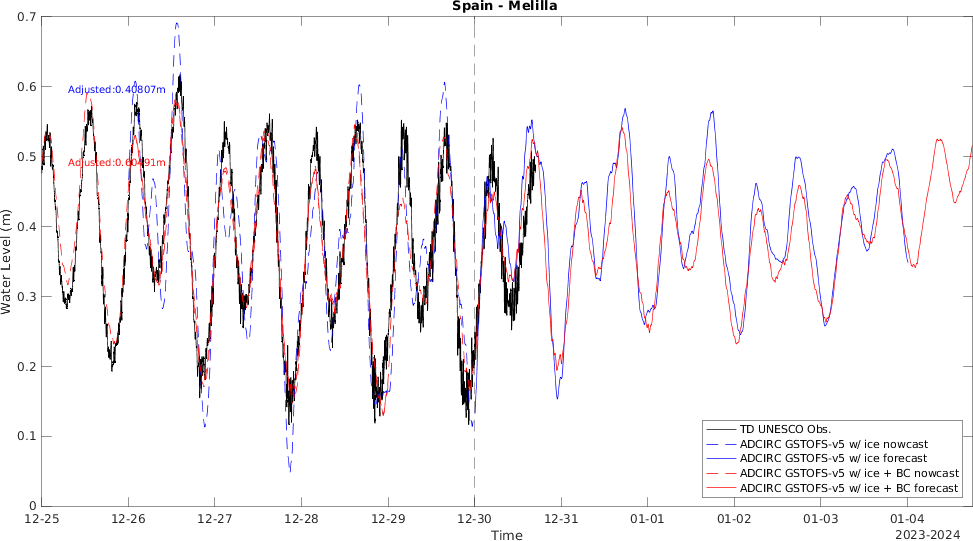 Spain - Melilla
0.7
0.6
0.5
0.4
0.3
0.2
0.1
0
Water Level (m)
Adjusted:0.40807m
Adjusted:0.60491m
TD UNESCO Obs.
ADCIRC GSTOFS-v5 w/ ice nowcast
ADCIRC GSTOFS-v5 w/ ice forecast
ADCIRC GSTOFS-v5 w/ ice + BC nowcast
ADCIRC GSTOFS-v5 w/ ice + BC forecast
12-25 12-26 12-27 12-28 12-29 12-30 12-31 01-01 01-02 01-03 01-04
Time
2023-2024